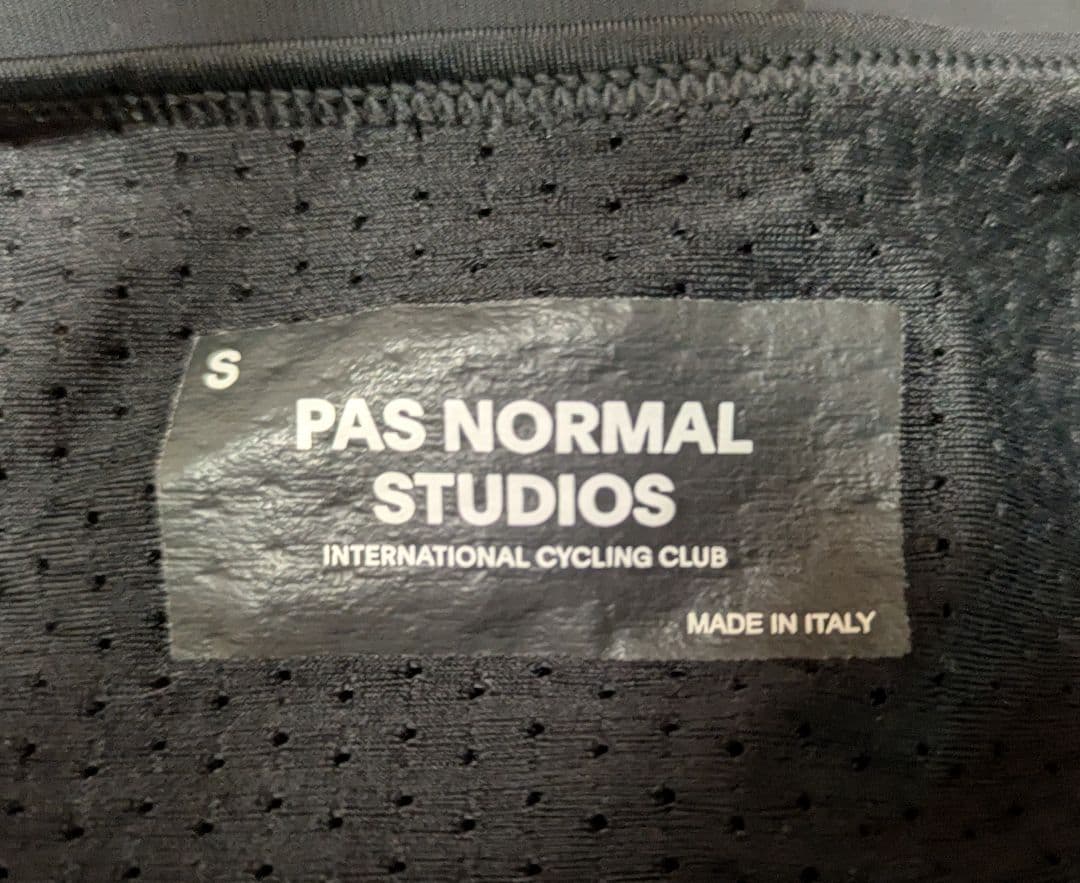 S
PAS NORMAL
STUDIOS
INTERNATIONAL CYCLING CLUB
MADE IN ITALY